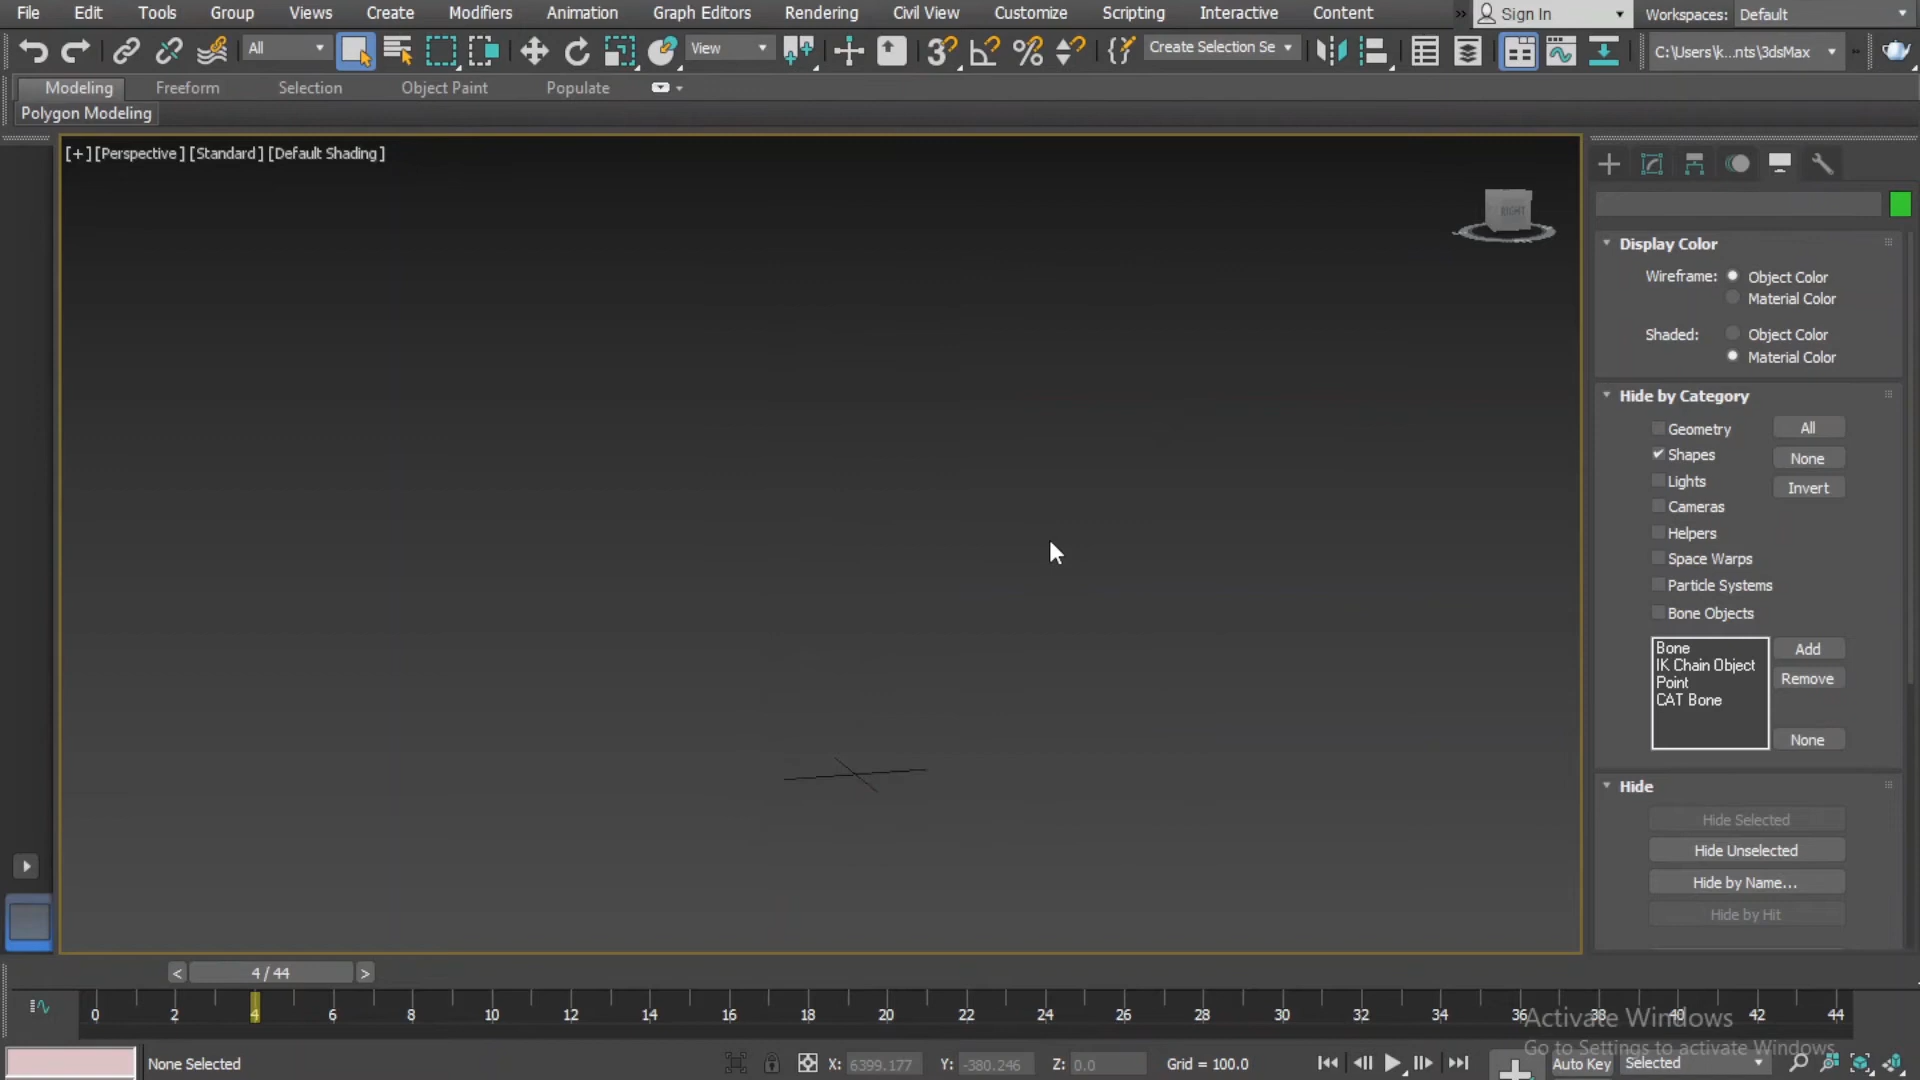 File Edit Tools Group Views Create Modifiers Animation Graph Editors Rendering Civil View Customize Scripting Interactive Content » Sign In Workspaces: Default
All View Create Selection Se C:\Users\k...nts\3dsMax
Modeling Freeform Selection Object Paint Populate
Polygon Modeling
[+] [Perspective] [Standard] [Default Shading]
RIGHT
Display Color
Wireframe: Object Color
Material Color
Shaded: Object Color
Material Color
Hide by Category
Geometry All
Shapes None
Lights Invert
Cameras
Helpers
Space Warps
Particle Systems
Bone Objects
Bone Add
IK Chain Object
Point Remove
CAT Bone
None
Hide
Hide Selected
Hide Unselected
Hide by Name...
Hide by Hit
< 4 / 44 >
0 2 4 6 8 10 12 14 16 18 20 22 24 26 28 30 32 34 36 38 40 42 44
Activate Windows
Go to Settings to activate Windows.
None Selected X: 6399.177 Y: -380.246 Z: 0.0 Grid = 100.0 Auto Key Selected